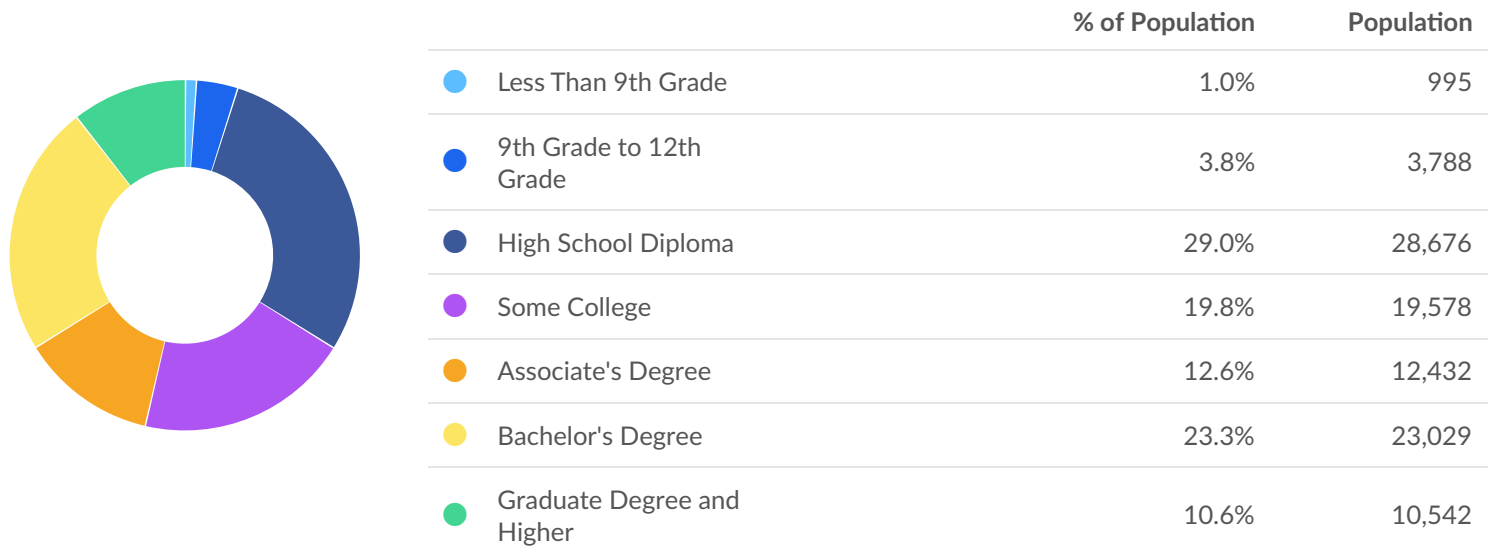 % of Population Population
Less Than 9th Grade 1.0% 995
9th Grade to 12th
Grade 3.8% 3,788
High School Diploma 29.0% 28,676
Some College 19.8% 19,578
Associate's Degree 12.6% 12,432
Bachelor's Degree 23.3% 23,029
Graduate Degree and
Higher 10.6% 10,542